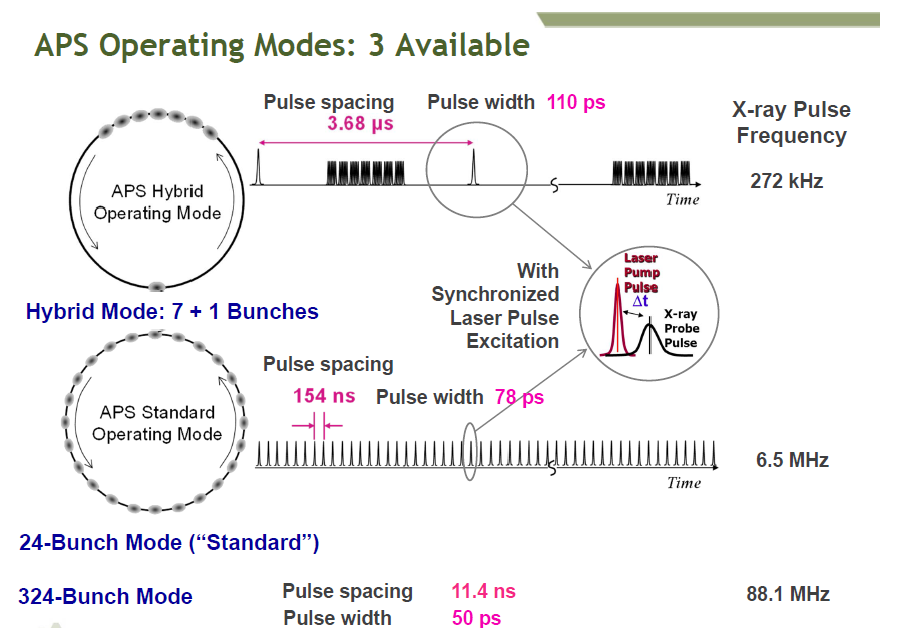 APS Operating Modes: 3 Available
Pulse spacing
3.68 µs
Pulse width 110 ps
X-ray Pulse
Frequency
APS Hybrid
Operating Mode
Time
272 kHz
Hybrid Mode: 7 + 1 Bunches
With
Synchronized
Laser Pulse
Excitation
Laser
Pump
Pulse
Δt
X-ray
Probe
Pulse
Pulse spacing
154 ns
Pulse width 78 ps
APS Standard
Operating Mode
Time
6.5 MHz
24-Bunch Mode (“Standard”)
324-Bunch Mode
Pulse spacing 11.4 ns
Pulse width 50 ps
88.1 MHz